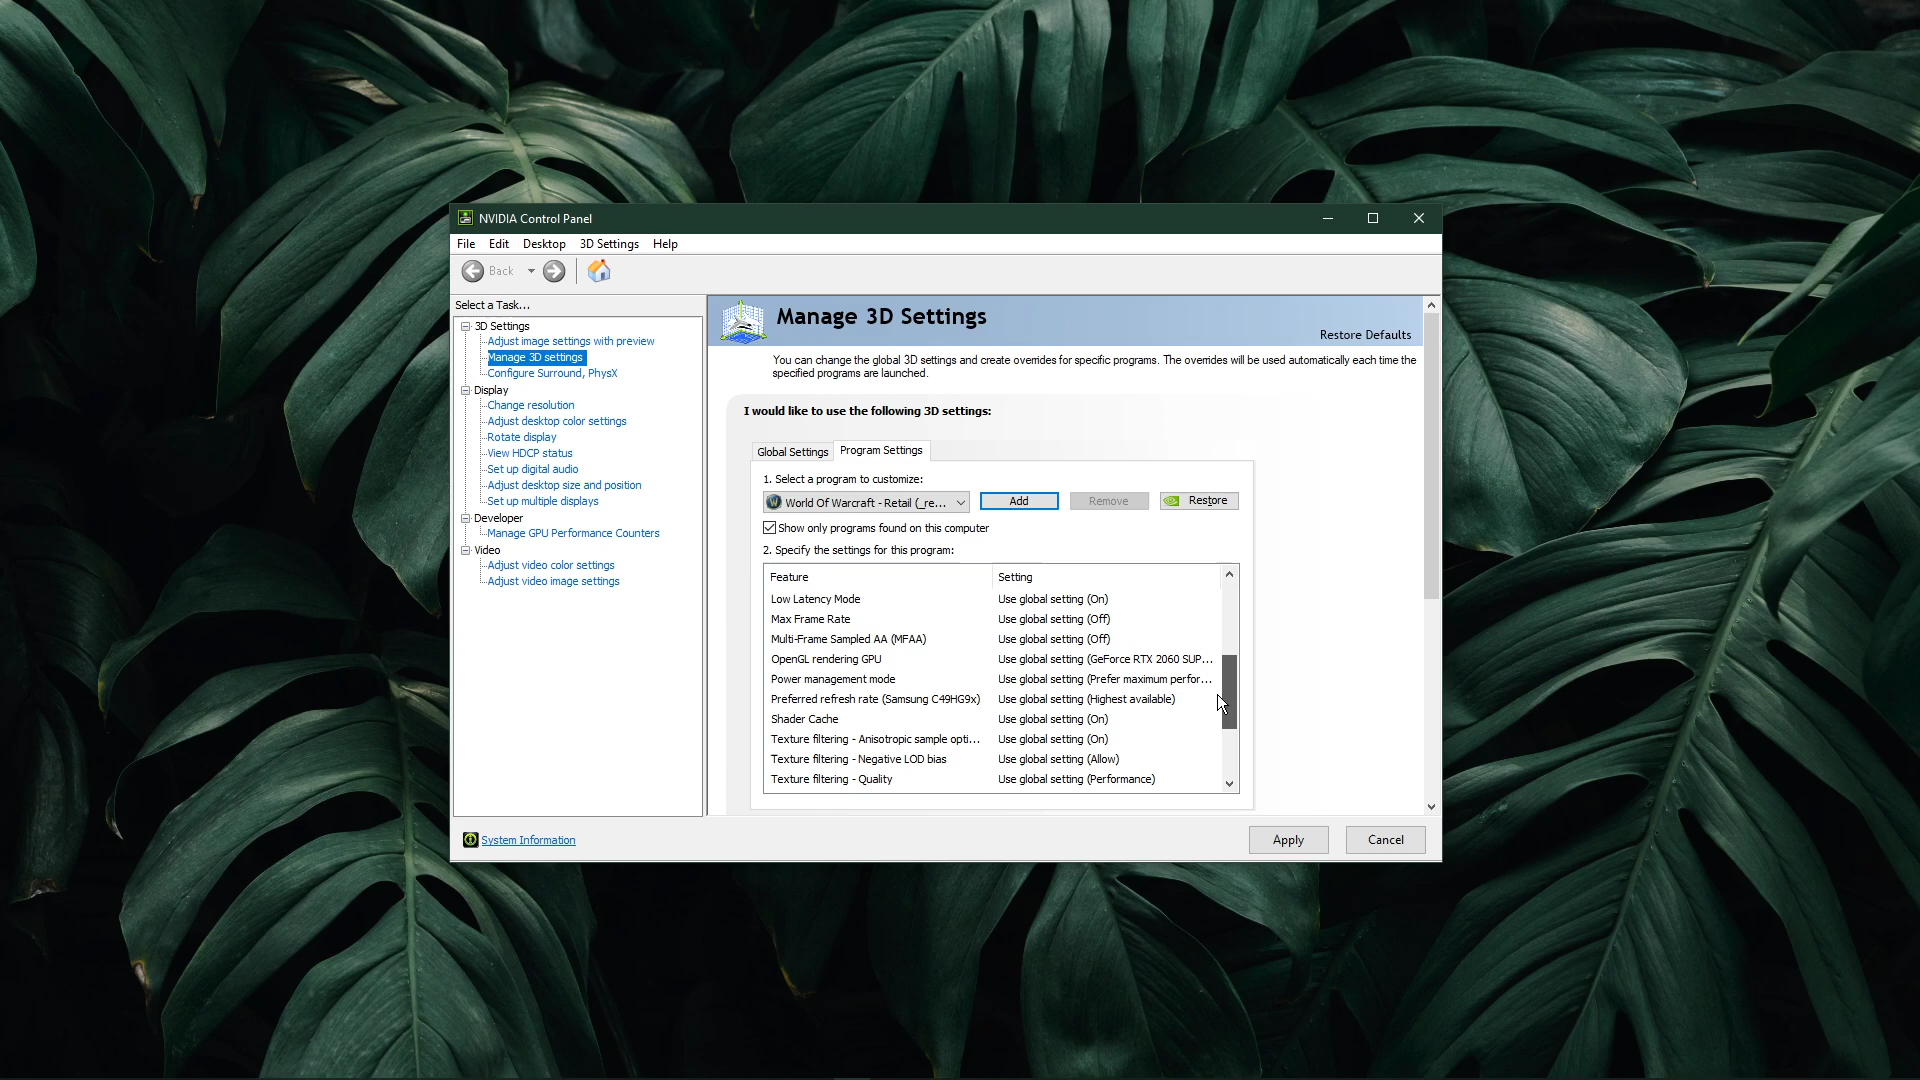 NVIDIA Control Panel
File Edit Desktop 3D Settings Help
Back
Select a Task...
3D Settings
Adjust image settings with preview
Manage 3D settings
Configure Surround, PhysX
Display
Change resolution
Adjust desktop color settings
Rotate display
View HDCP status
Set up digital audio
Adjust desktop size and position
Set up multiple displays
Developer
Manage GPU Performance Counters
Video
Adjust video color settings
Adjust video image settings
System Information
Manage 3D Settings
Restore Defaults
You can change the global 3D settings and create overrides for specific programs. The overrides will be used automatically each time the
specified programs are launched.
I would like to use the following 3D settings:
Global Settings Program Settings
1. Select a program to customize:
World Of Warcraft - Retail (_re... Add Remove Restore
Show only programs found on this computer
2. Specify the settings for this program:
Feature Setting
Low Latency Mode Use global setting (On)
Max Frame Rate Use global setting (Off)
Multi-Frame Sampled AA (MFAA) Use global setting (Off)
OpenGL rendering GPU Use global setting (GeForce RTX 2060 SUP...
Power management mode Use global setting (Prefer maximum perfor...
Preferred refresh rate (Samsung C49HG9x) Use global setting (Highest available)
Shader Cache Use global setting (On)
Texture filtering - Anisotropic sample opti... Use global setting (On)
Texture filtering - Negative LOD bias Use global setting (Allow)
Texture filtering - Quality Use global setting (Performance)
Apply Cancel